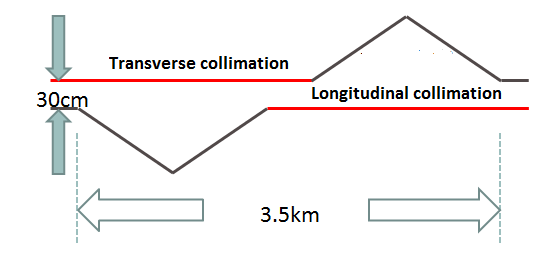 Transverse collimation
Longitudinal collimation
30cm
3.5km